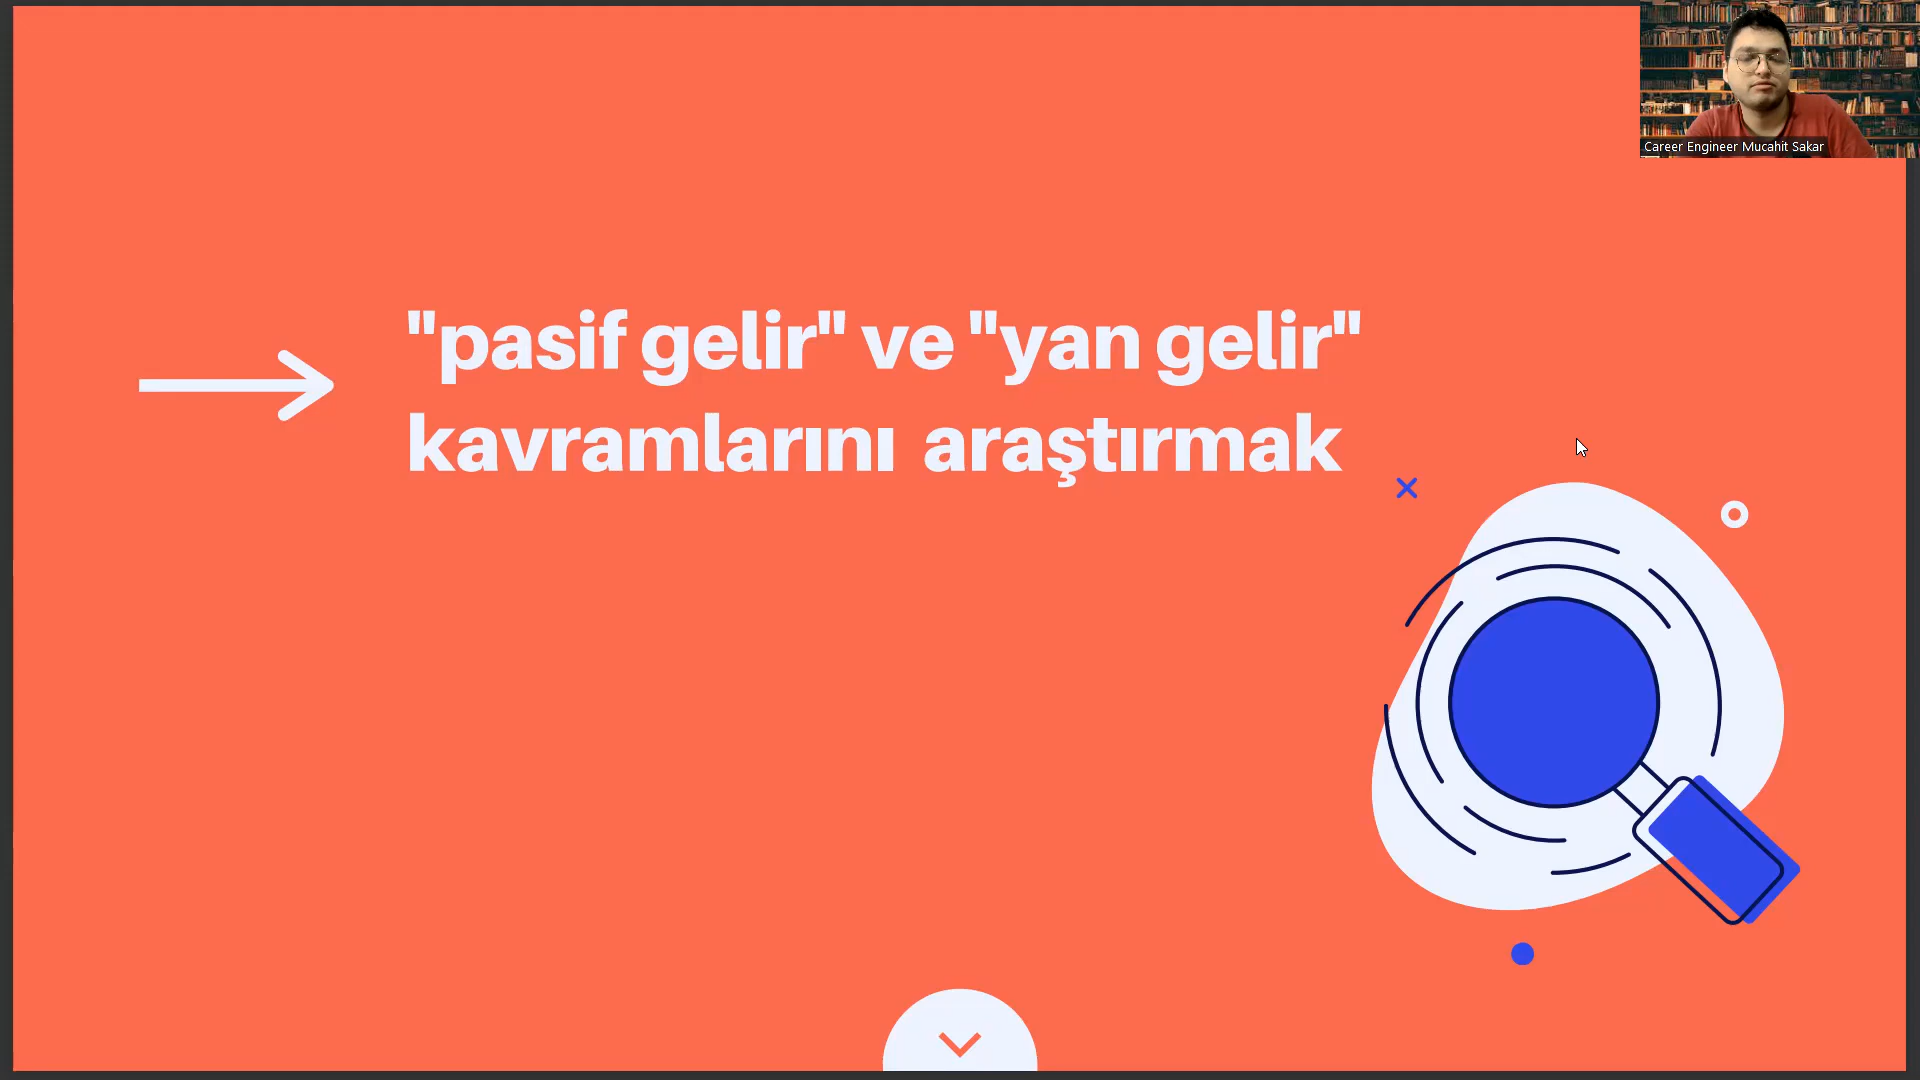 Career Engineer Mucahit Sakar
"pasif gelir" ve "yan gelir"
kavramlarını araştırmak